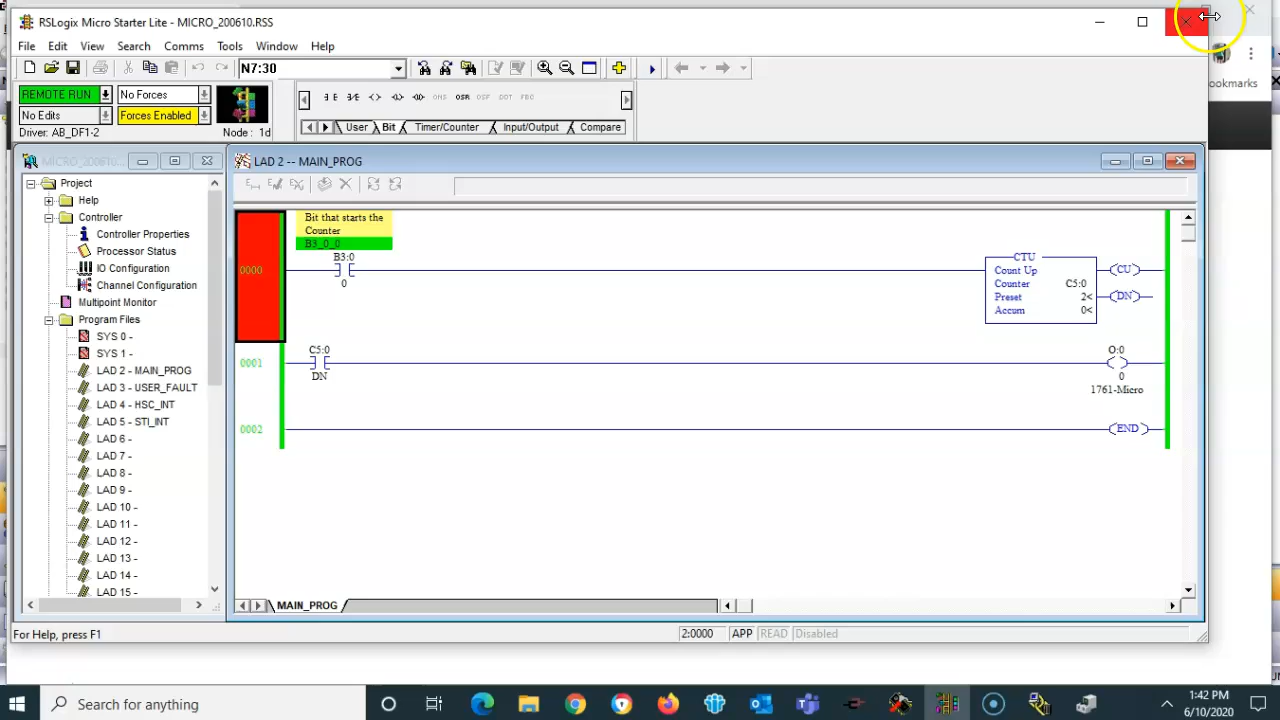 RSLogix Micro Starter Lite - MICRO_200610.RSS
File Edit View Search Comms Tools Window Help
N7:30
REMOTE RUN No Forces
No Edits Forces Enabled
Driver: AB_DF1-2 Node : 1d
ONS OSR OSF DDT FBC
User Bit Timer/Counter Input/Output Compare
MICRO_200610...
LAD 2 -- MAIN_PROG
Project
Help
Controller
Controller Properties
Processor Status
IO Configuration
Channel Configuration
Multipoint Monitor
Program Files
SYS 0 -
SYS 1 -
LAD 2 - MAIN_PROG
LAD 3 - USER_FAULT
LAD 4 - HSC_INT
LAD 5 - STI_INT
LAD 6 -
LAD 7 -
LAD 8 -
LAD 9 -
LAD 10 -
LAD 11 -
LAD 12 -
LAD 13 -
LAD 14 -
LAD 15 -
Bit that starts the
Counter
B3_0_0
B3:0
0000
0
CTU
Count Up
Counter C5:0
Preset 2<
Accum 0<
CU
DN
C5:0
0001
DN
O:0
0
1761-Micro
0002
END
MAIN_PROG
For Help, press F1
2:0000 APP READ Disabled
ookmarks
Search for anything
1:42 PM
6/10/2020